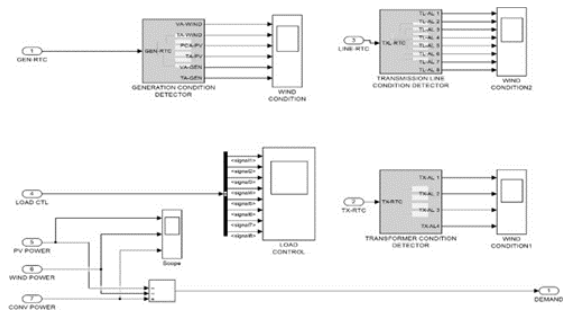 1
GEN-RTC
GEN-RTC
VA-WIND
TA-WIND
PCA-PV
TA-PV
VA-GEN
TA-GEN
GENERATION CONDITION
DETECTOR
WIND
CONDITION
3
LINE-RTC
TXL-RTC
TL-AL 1
TL-AL 2
TL-AL 3
TL-AL 4
TL-AL 5
TL-AL 6
TL-AL 7
TL-AL 8
TRANSMISSION LINE
CONDITION DETECTOR
WIND
CONDITION2
4
LOAD CTL
<signal1>
<signal2>
<signal3>
<signal4>
<signal5>
<signal6>
<signal7>
<signal8>
LOAD
CONTROL
2
TX-RTC
TX-RTC
TX-AL 1
TX-AL 2
TX-AL 3
TX-AL4
TRANSFORMER CONDITION
DETECTOR
WIND
CONDITION1
5
PV POWER
6
WIND POWER
7
CONV POWER
Scope
1
DEMAND